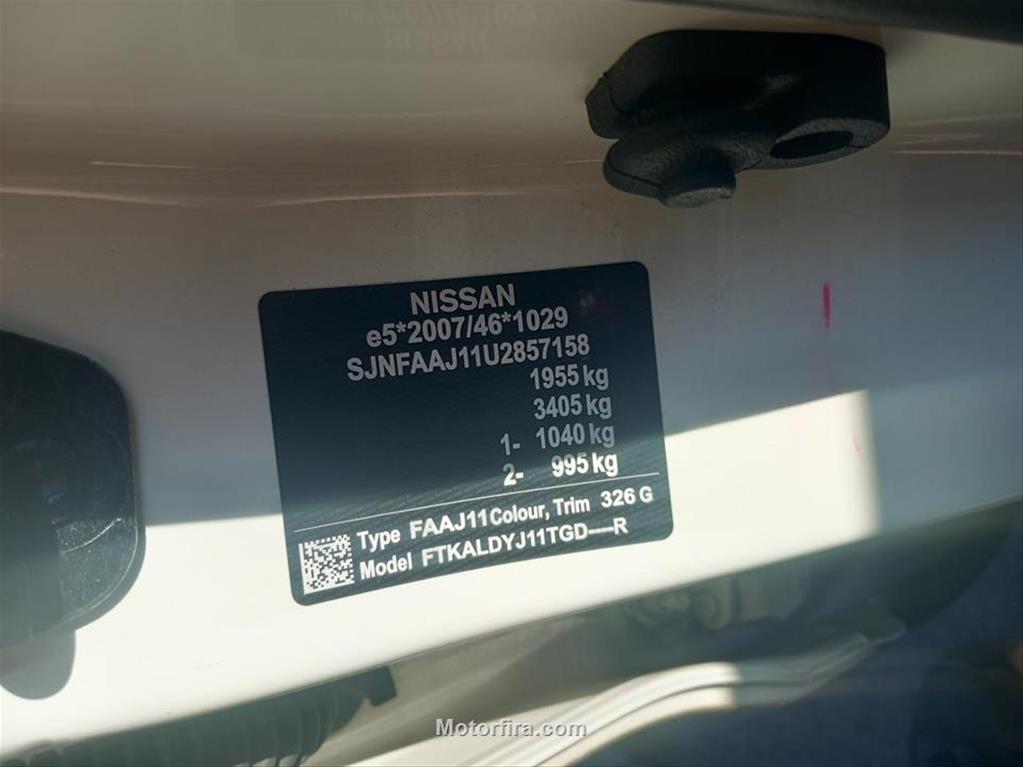 NISSAN
e5*2007/46*1029
SJNFAAJ11U2857158
1955 kg
3405 kg
1- 1040 kg
2- 995 kg
Type FAAJ11 Colour, Trim 326 G
Model FTKALDYJ11TGD----R
Motorfira.com